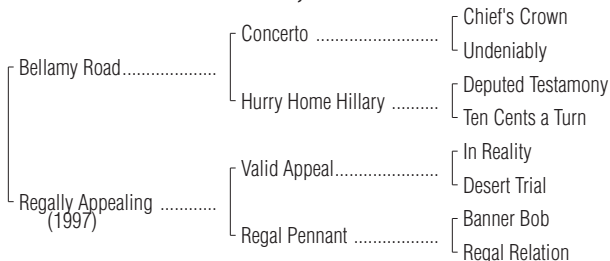 Chief's Crown
Concerto ..........................
Undeniably
Bellamy Road....................
Deputed Testamony
Hurry Home Hillary ..........
Ten Cents a Turn
In Reality
Valid Appeal......................
Desert Trial
Regally Appealing ............
(1997)
Banner Bob
Regal Pennant ..................
Regal Relation